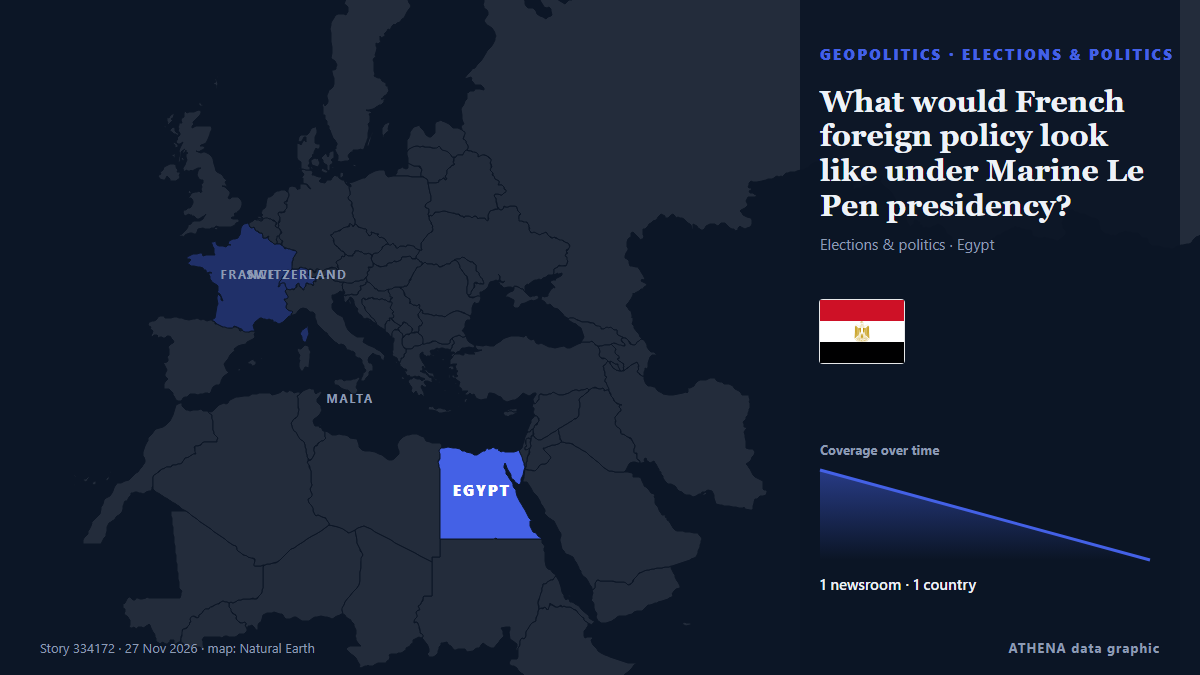 GEOPOLITICS · ELECTIONS & POLITICS
What would French
foreign policy look
like under Marine Le
Pen presidency?
Elections & politics · Egypt
FRANCE
SWITZERLAND
MALTA
EGYPT
Coverage over time
1 newsroom · 1 country
Story 334172 · 27 Nov 2026 · map: Natural Earth
ATHENA data graphic